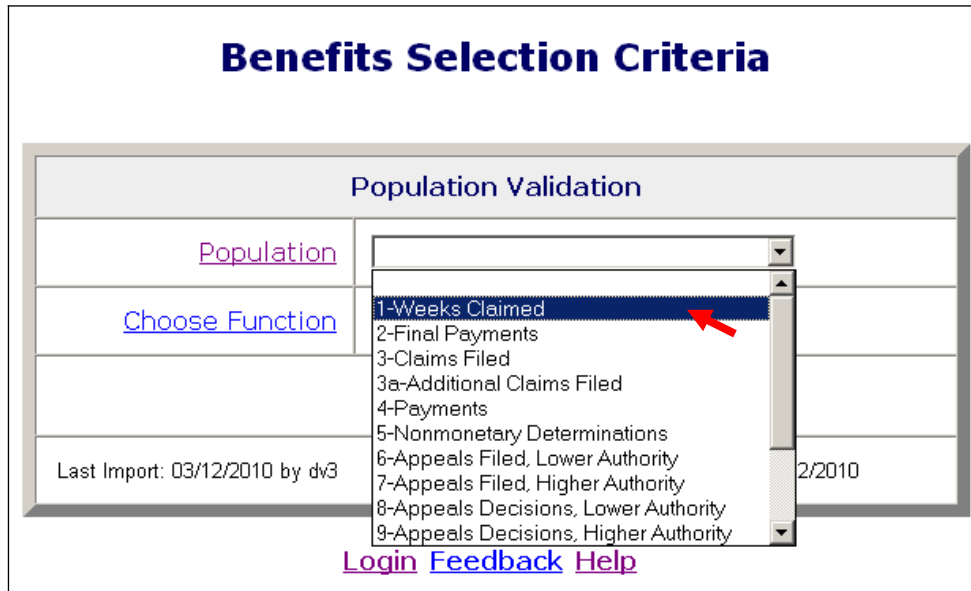 Benefits Selection Criteria
Population Validation
Population
1-Weeks Claimed
Choose Function
2-Final Payments
3-Claims Filed
3a-Additional Claims Filed
4-Payments
5-Nonmonetary Determinations
6-Appeals Filed, Lower Authority
Last Import: 03/12/2010 by dv3
2/2010
7-Appeals Filed, Higher Authority
8-Appeals Decisions, Lower Authority
9-Appeals Decisions, Higher Authority
Login Feedback Help